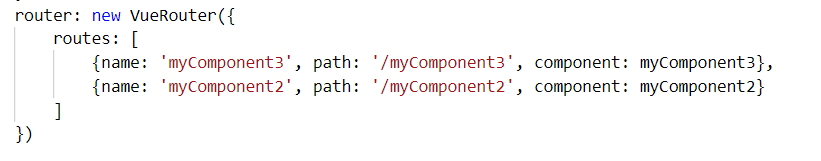 router: new VueRouter({
    routes: [
        {name: 'myComponent3', path: '/myComponent3', component: myComponent3},
        {name: 'myComponent2', path: '/myComponent2', component: myComponent2}
    ]
})